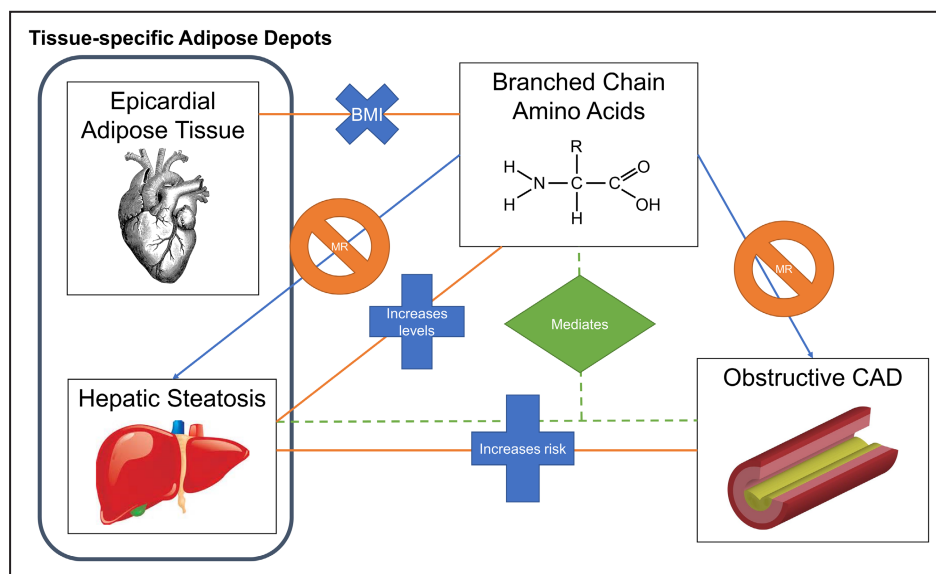 Tissue-specific Adipose Depots
Epicardial
Adipose Tissue
BMI
Branched Chain
Amino Acids
R
H
O
N
C
C
H
H
OH
MR
MR
Increases
levels
Mediates
Hepatic Steatosis
Obstructive CAD
Increases risk